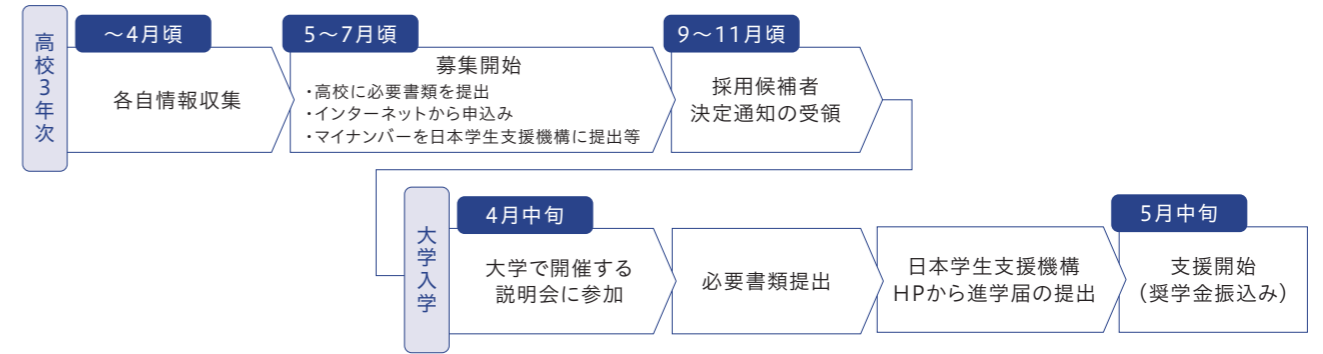 高校3年次
～4月頃
各自情報収集
5～7月頃
募集開始
・高校に必要書類を提出
・インターネットから申込み
・マイナンバーを日本学生支援機構に提出等
9～11月頃
採用候補者
決定通知の受領
大学入学
4月中旬
大学で開催する
説明会に参加
必要書類提出
日本学生支援機構
HPから進学届の提出
5月中旬
支援開始
（奨学金振込み）